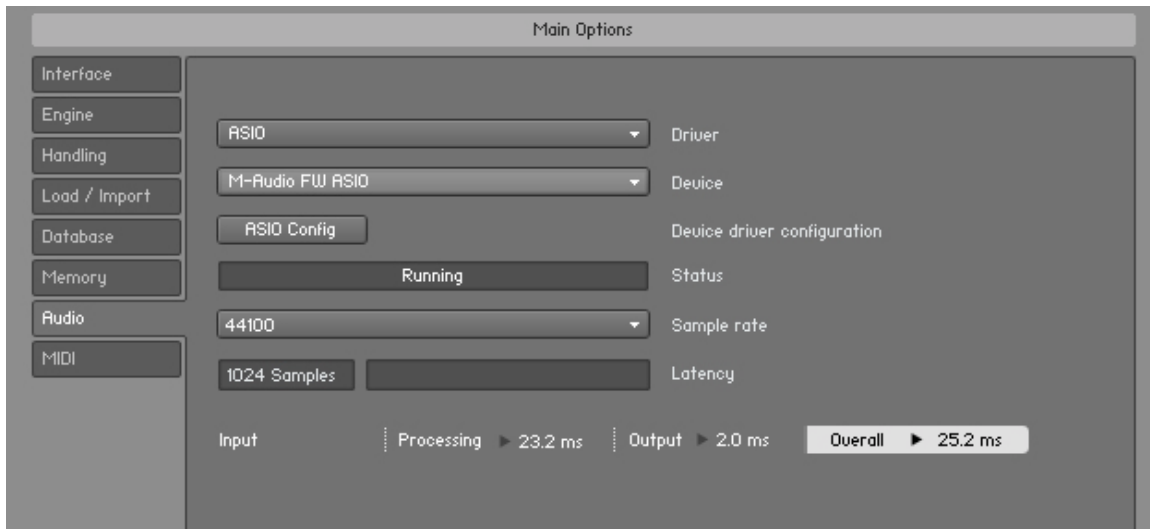 Main Options
Interface
Engine
Handling
Load / Import
Database
Memory
Audio
MIDI
ASIO Driver
M-Audio FW ASIO Device
ASIO Config Device driver configuration
Running Status
44100 Sample rate
1024 Samples Latency
Input Processing 23.2 ms Output 2.0 ms Overall 25.2 ms